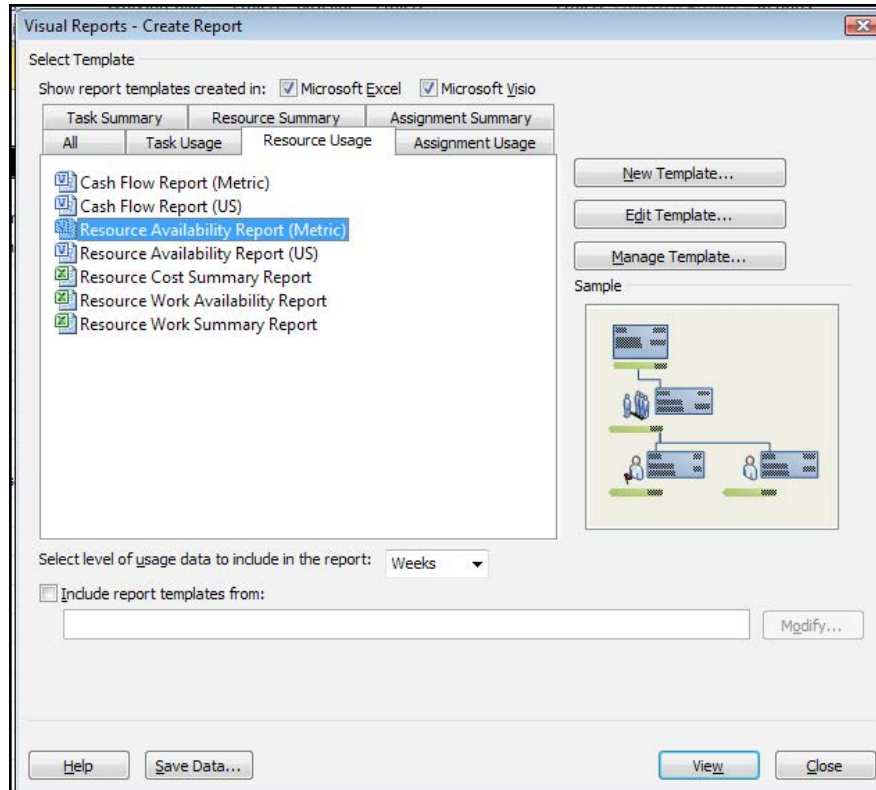 Visual Reports - Create Report
Select Template
Show report templates created in: Microsoft Excel Microsoft Visio
Task Summary Resource Summary Assignment Summary
All Task Usage Resource Usage Assignment Usage
Cash Flow Report (Metric)
Cash Flow Report (US)
Resource Availability Report (Metric)
Resource Availability Report (US)
Resource Cost Summary Report
Resource Work Availability Report
Resource Work Summary Report
New Template...
Edit Template...
Manage Template...
Sample
Select level of usage data to include in the report: Weeks
Include report templates from:
Modify...
Help Save Data... View Close